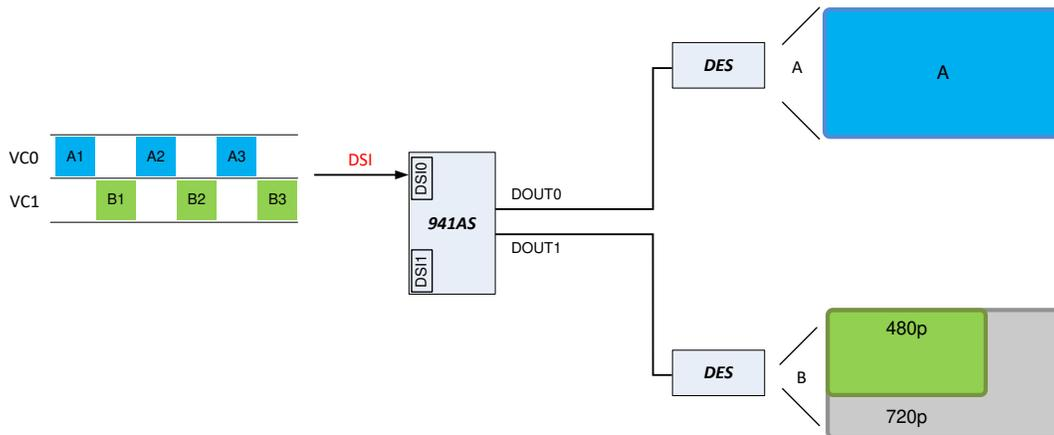 VC0
A1
A2
A3
VC1
B1
B2
B3
DSI
DSI0
941AS
DSI1
DOUT0
DOUT1
DES
A
A
DES
B
480p
720p